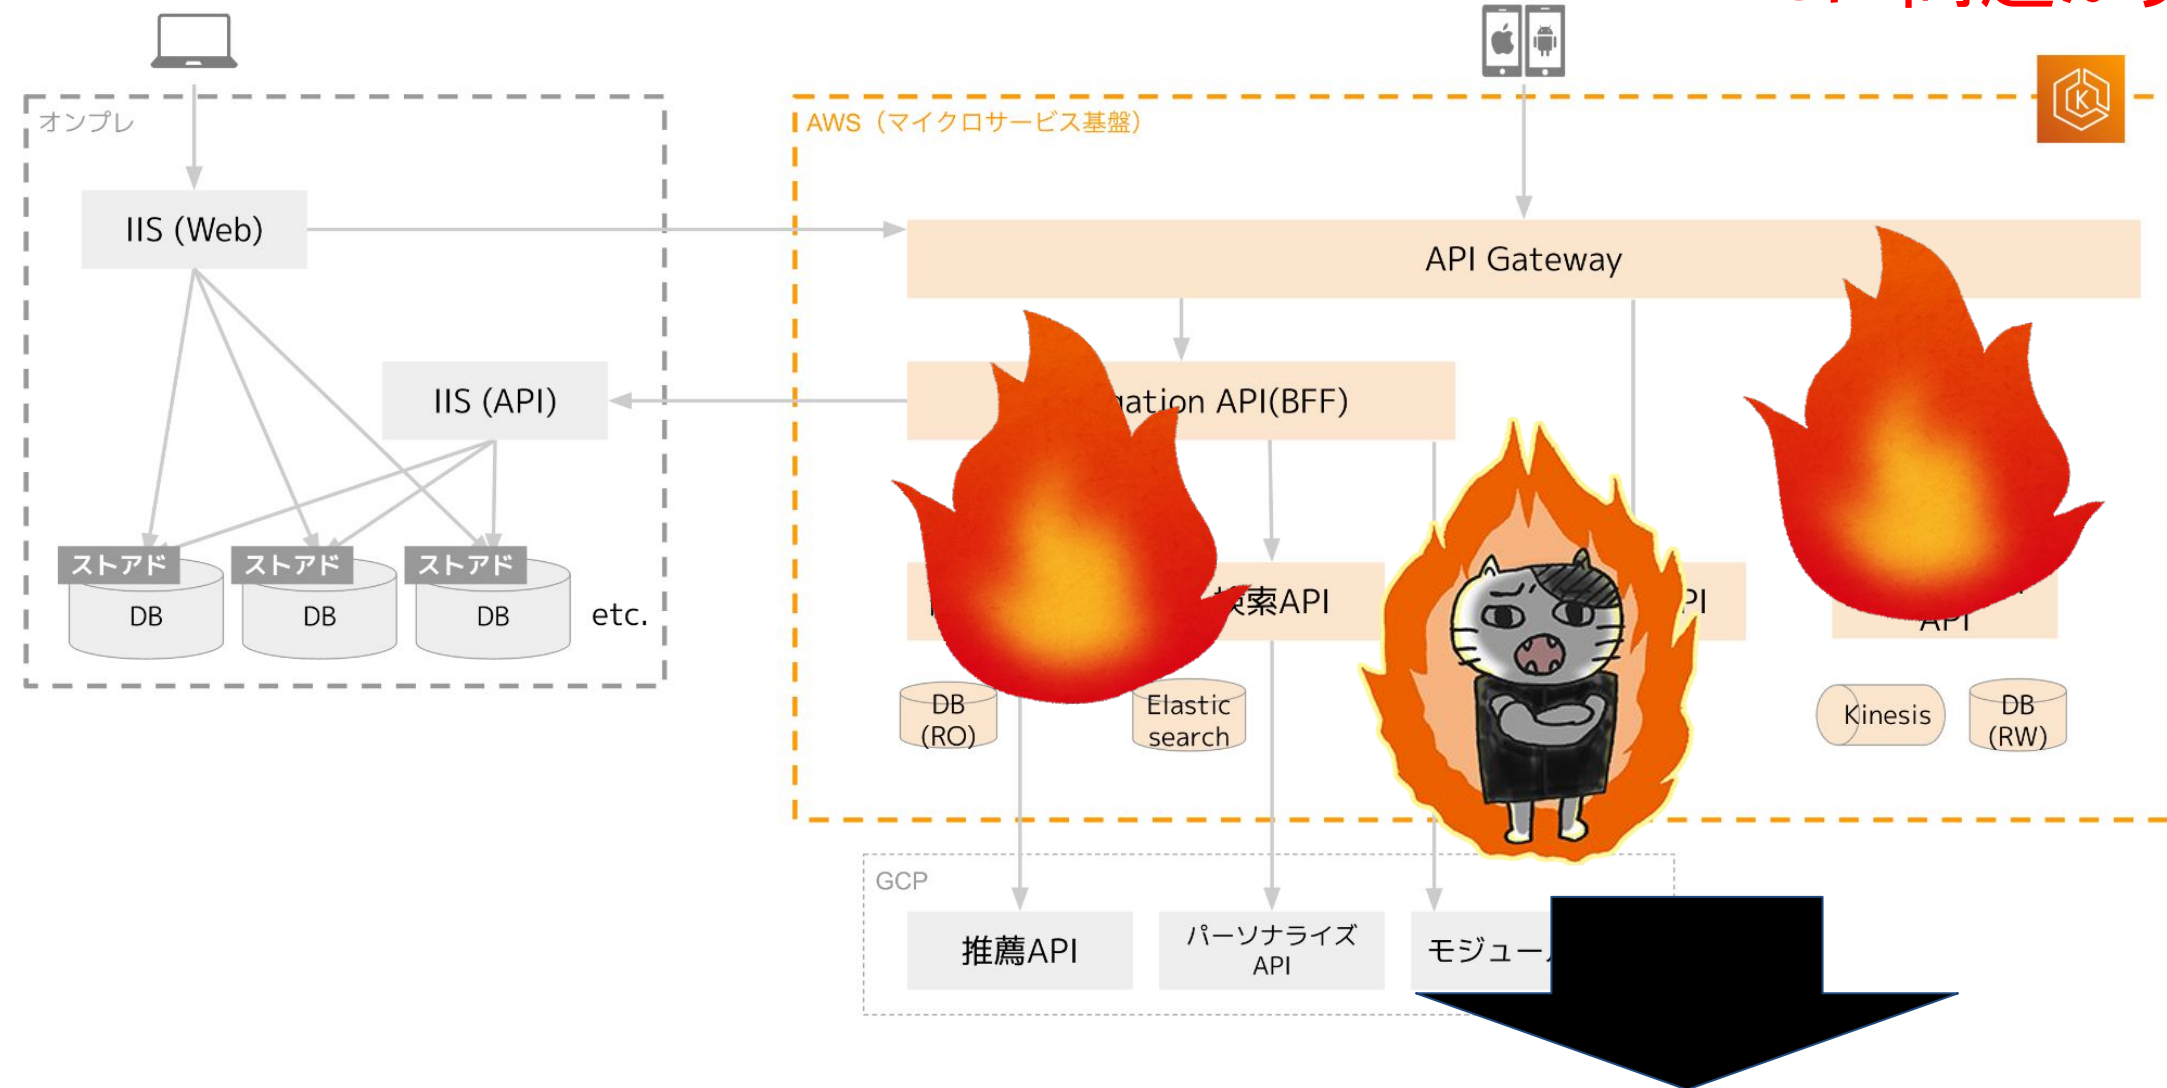 オンプレ
AWS（マイクロサービス基盤）
IIS (Web)
API Gateway
IIS (API)
gation API(BFF)
ストアド
ストアド
ストアド
DB
DB
DB
etc.
索API
API
DB
(RO)
Elastic
search
Kinesis
DB
(RW)
GCP
推薦API
パーソナライズ
API
モジュー